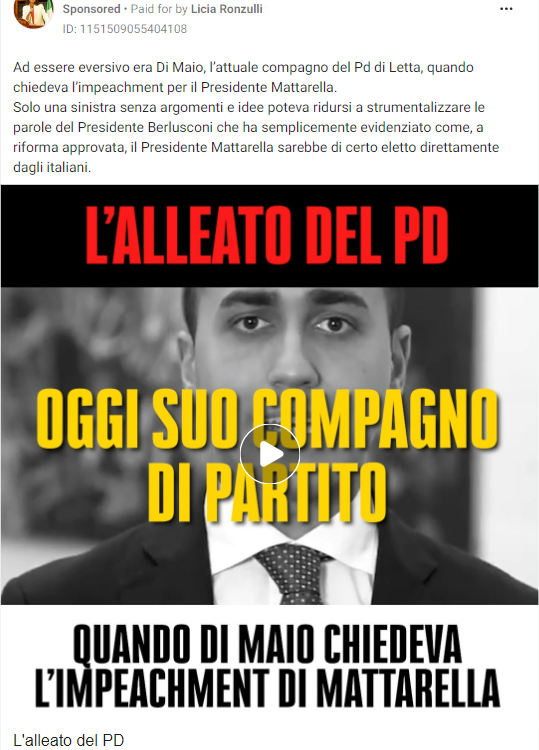 Sponsored • Paid for by Licia Ronzulli
ID: 1151509055404108
Ad essere eversivo era Di Maio, l'attuale compagno del Pd di Letta, quando
chiedeva l'impeachment per il Presidente Mattarella.
Solo una sinistra senza argomenti e idee poteva ridursi a strumentalizzare le
parole del Presidente Berlusconi che ha semplicemente evidenziato come, a
riforma approvata, il Presidente Mattarella sarebbe di certo eletto direttamente
dagli italiani.
L'ALLEATO DEL PD
OGGI SUO COMPAGNO
DI PARTITO
QUANDO DI MAIO CHIEDEVA
L'IMPEACHMENT DI MATTARELLA
L'alleato del PD